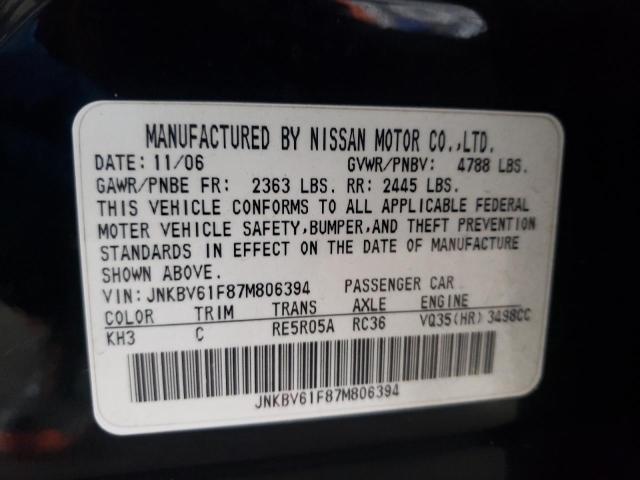 MANUFACTURED BY NISSAN MOTOR CO.,LTD.
DATE: 11/06 GVWR/PNBV: 4788 LBS.
GAWR/PNBE FR: 2363 LBS. RR: 2445 LBS.
THIS VEHICLE CONFORMS TO ALL APPLICABLE FEDERAL
MOTOR VEHICLE SAFETY, BUMPER, AND THEFT PREVENTION
STANDARDS IN EFFECT ON THE DATE OF MANUFACTURE
SHOWN ABOVE.
VIN: JNKBV61F87M806394 PASSENGER CAR
COLOR TRIM TRANS AXLE ENGINE
KH3 C RE5R05A RC36 VQ35(HR) 3498CC
JNKBV61F87M806394